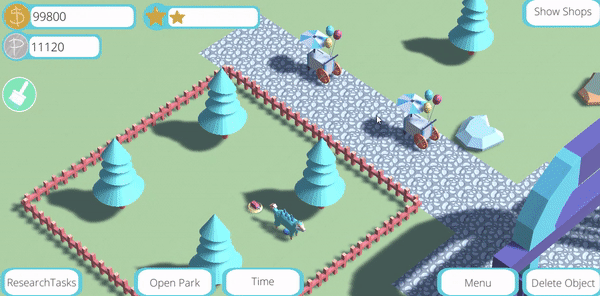 99800
Show Shops
11120
ResearchTasks
Open Park
Time
Menu
Delete Object